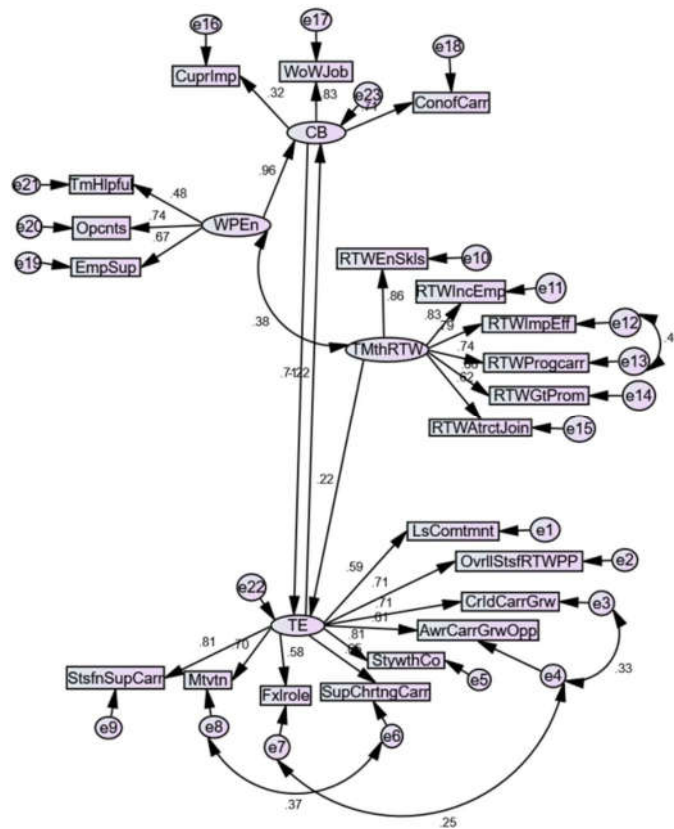 e16
e17
e18
CuprImp
WoWJob
e23
ConofCarr
.32
.83
CB
e21
TmHlpful
.48
.96
e20
Opcnts
.74
WPEn
e19
EmpSup
.67
RTWEnSkls
e10
RTWIncEmp
e11
.38
.86
.83
.79
RTWImpEff
e12
TMthRTW
.74
RTWProgcarr
e13
.62
RTWGtProm
e14
RTWAtrctJoin
e15
.22
LsComtmnt
e1
.59
OvrllStsfRTWPP
e2
e22
.71
.71
CrldCarrGrw
e3
TE
AwrCarrGrwOpp
.81
.81
.70
.58
StywthCo
e5
e4
.33
StsfnSupCarr
Mtvtn
Fxlrole
SupChrtngCarr
e9
e8
e7
e6
.37
.25